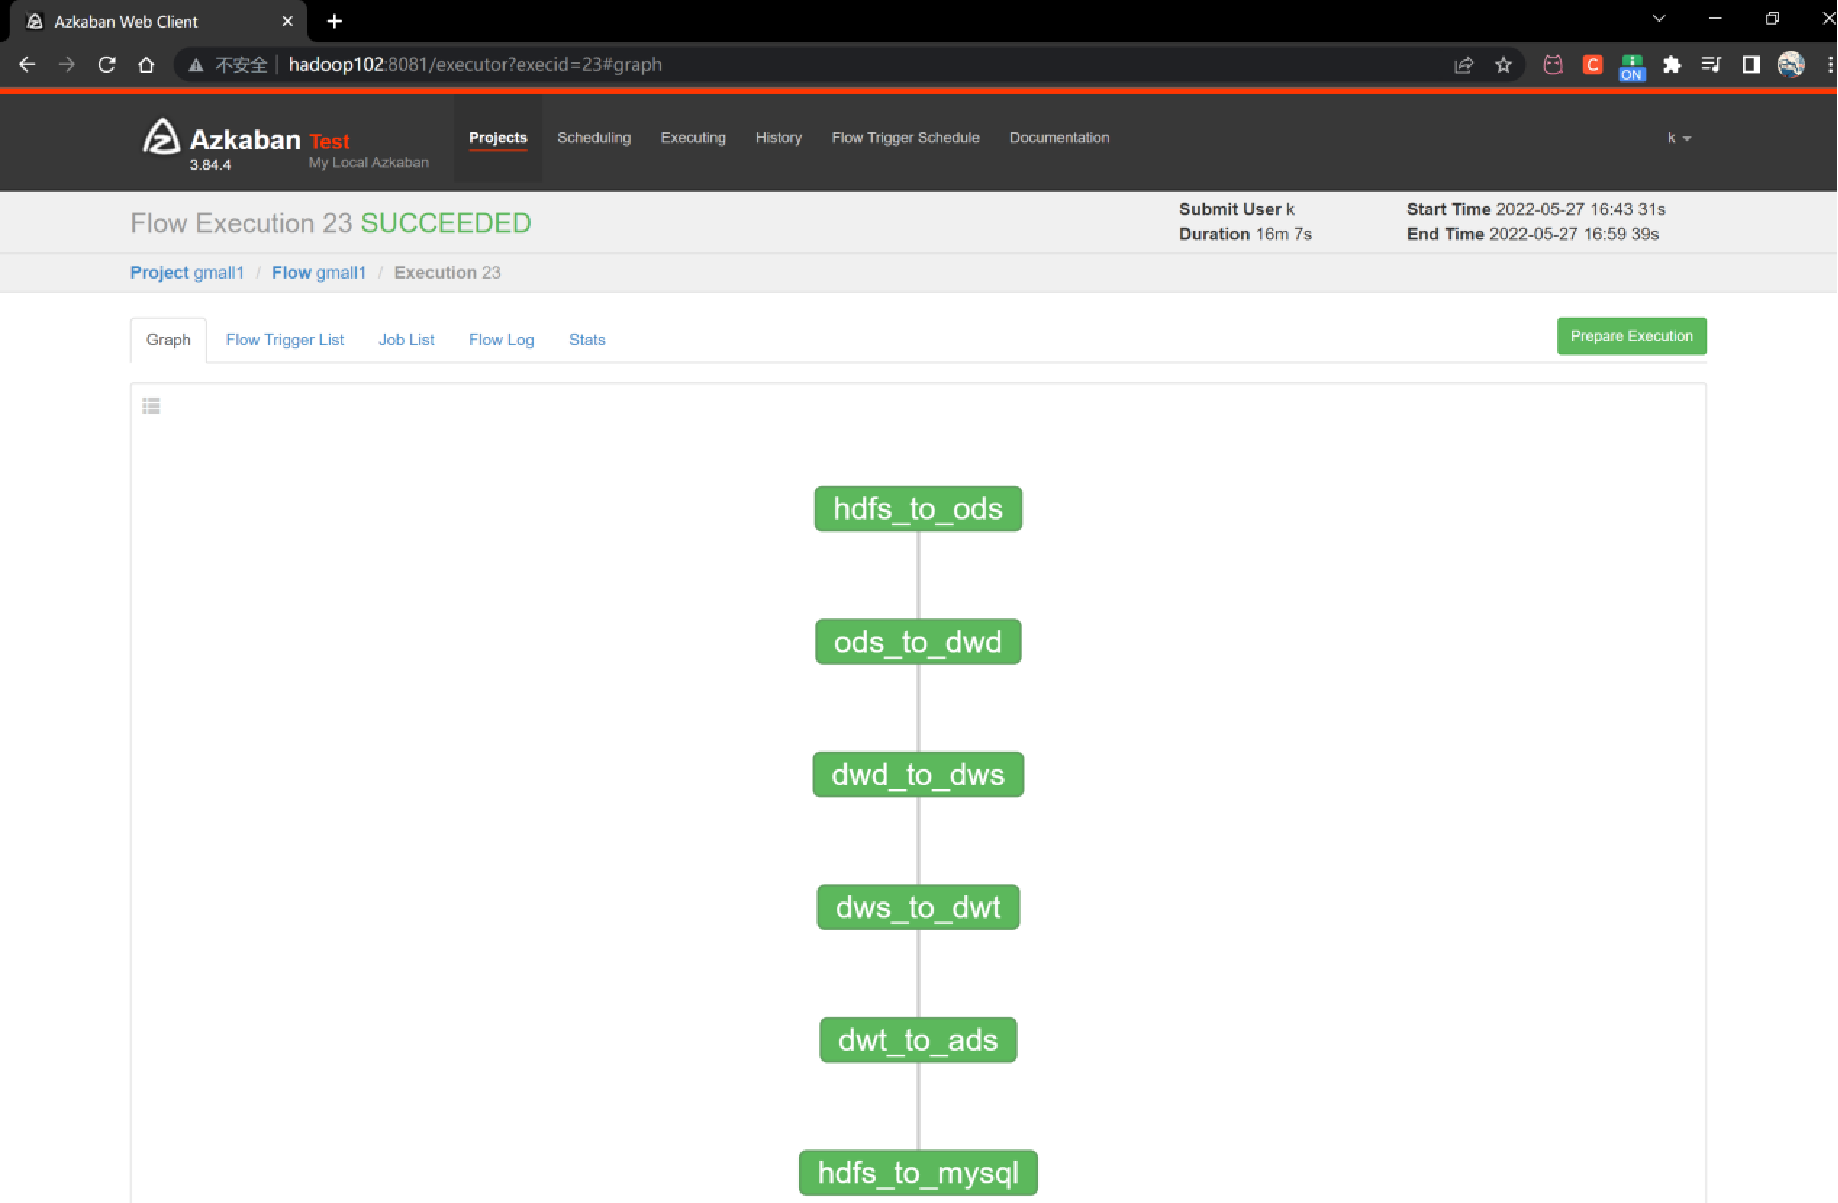 Azkaban Web Client
不安全 hadoop102:8081/executor?execid=23#graph
C
ON
Azkaban Test
3.84.4 My Local Azkaban
Projects Scheduling Executing History Flow Trigger Schedule Documentation
k
Flow Execution 23 SUCCEEDED
Submit User k
Duration 16m 7s
Start Time 2022-05-27 16:43 31s
End Time 2022-05-27 16:59 39s
Project gmall1 / Flow gmall1 / Execution 23
Graph Flow Trigger List Job List Flow Log Stats
Prepare Execution
hdfs_to_ods
ods_to_dwd
dwd_to_dws
dws_to_dwt
dwt_to_ads
hdfs_to_mysql